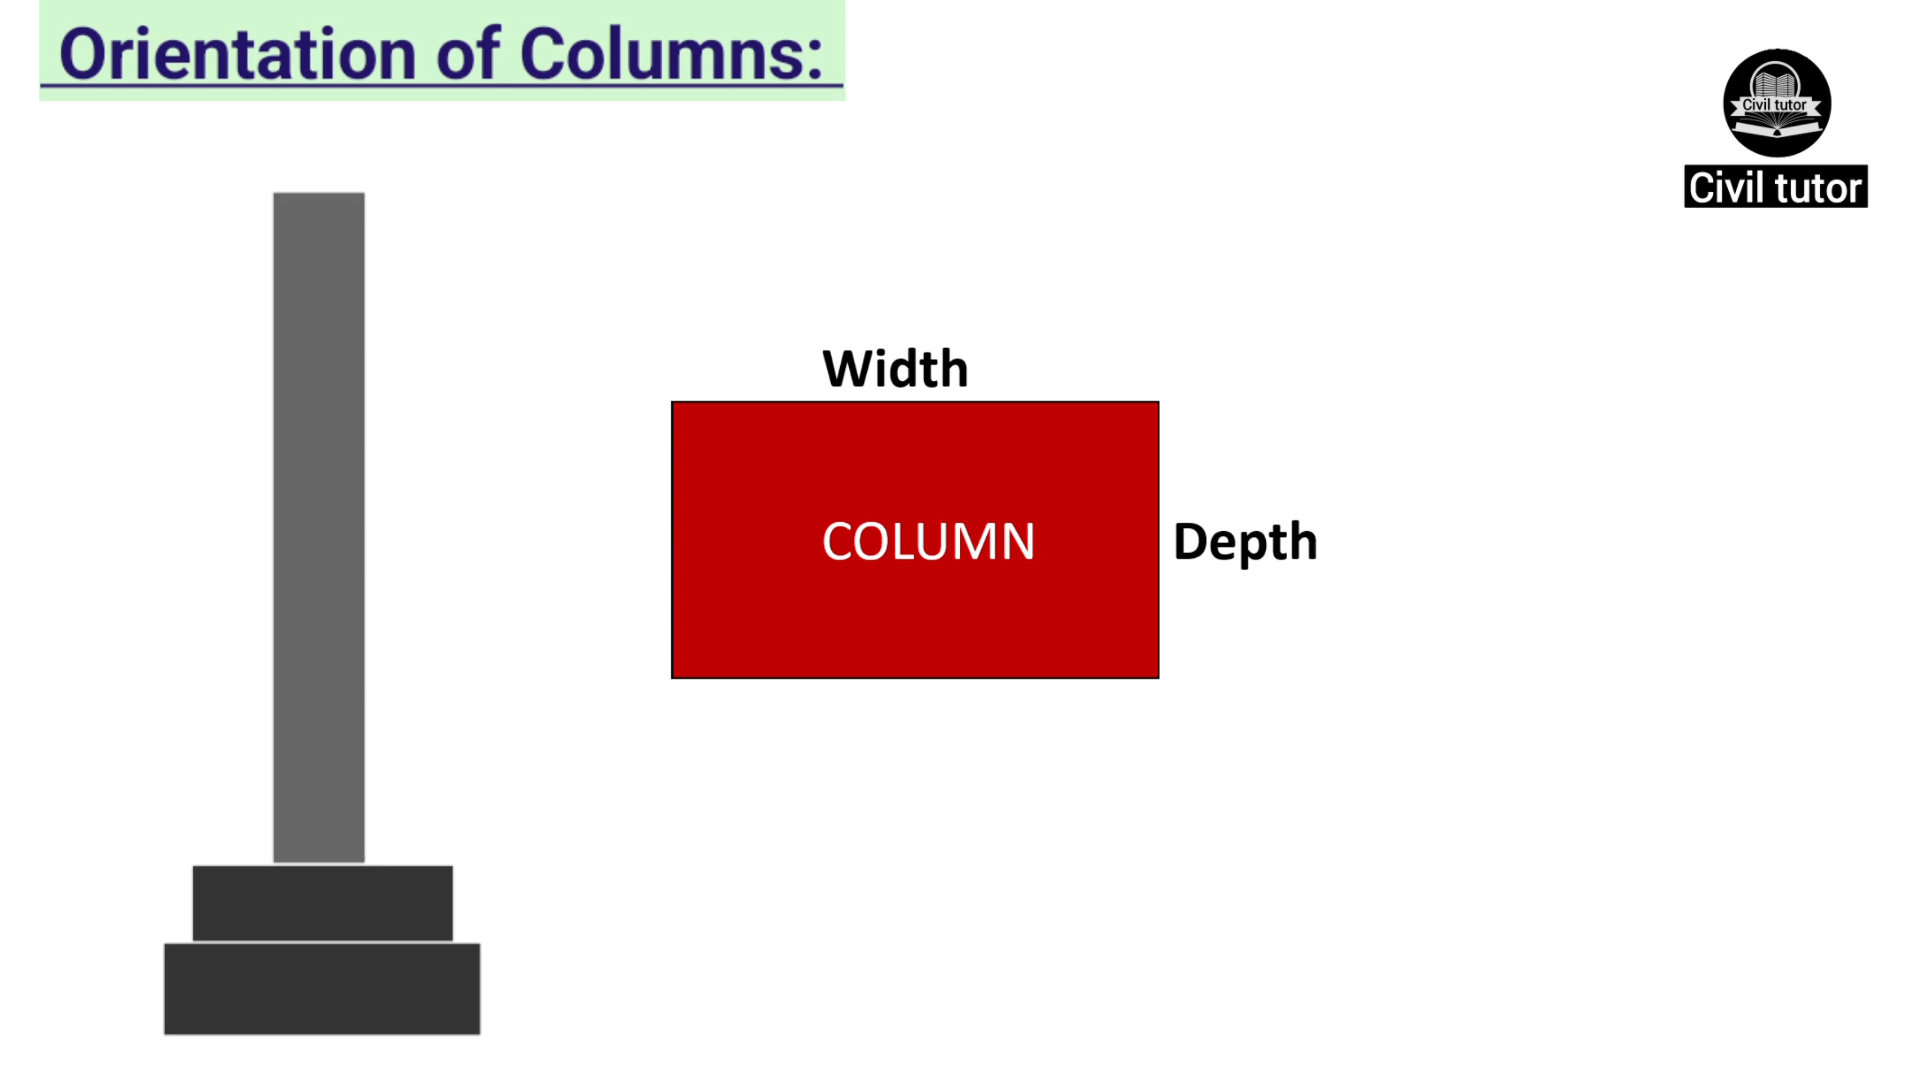 Orientation of Columns:
Civil tutor
Civil tutor
Width
COLUMN
Depth